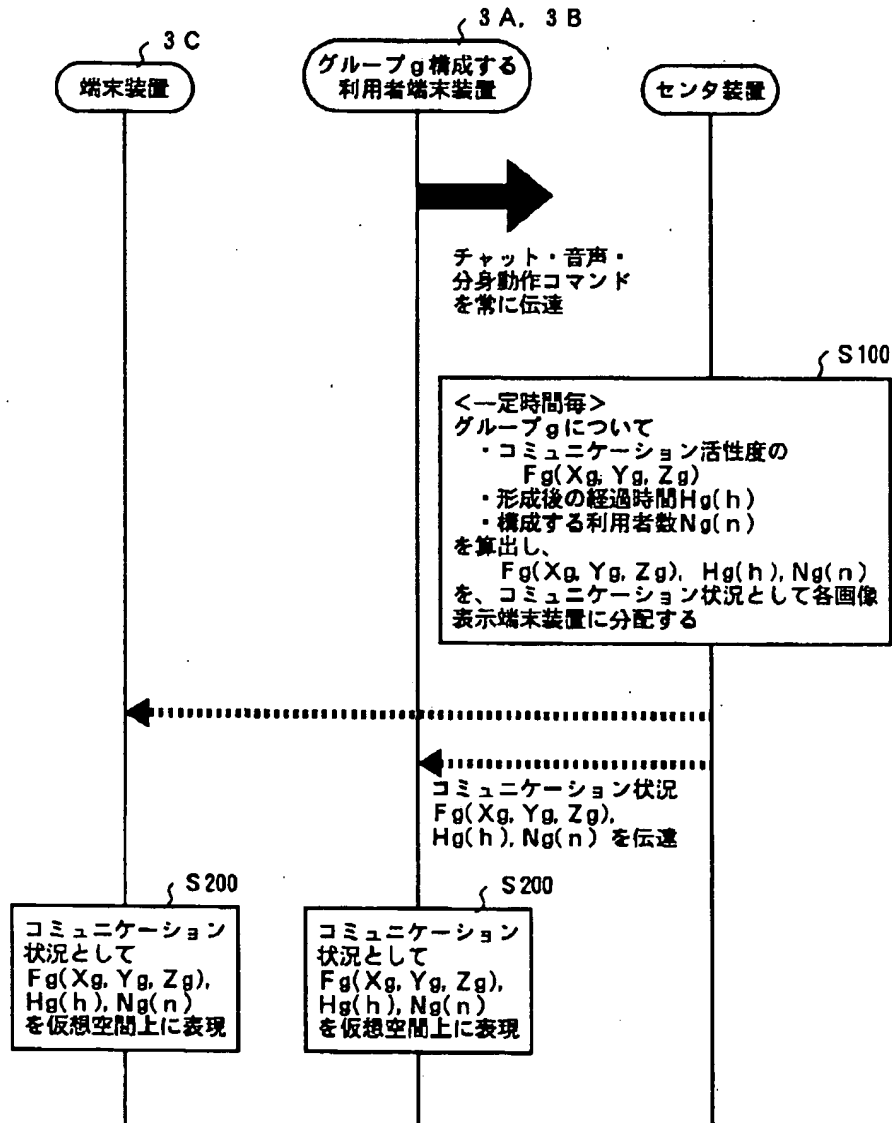 3C
端末装置
3A, 3B
グループg構成する
利用者端末装置
センタ装置
チャット・音声・
分身動作コマンド
を常に伝達
S100
<一定時間毎>
グループgについて
・コミュニケーション活性度の
Fg(Xg, Yg, Zg)
・形成後の経過時間Hg(h)
・構成する利用者数Ng(n)
を算出し、
Fg(Xg, Yg, Zg), Hg(h), Ng(n)
を、コミュニケーション状況として各画像
表示端末装置に分配する
コミュニケーション状況
Fg(Xg, Yg, Zg),
Hg(h), Ng(n) を伝達
S200
コミュニケーション
状況として
Fg(Xg, Yg, Zg),
Hg(h), Ng(n)
を仮想空間上に表現
S200
コミュニケーション
状況として
Fg(Xg, Yg, Zg),
Hg(h), Ng(n)
を仮想空間上に表現